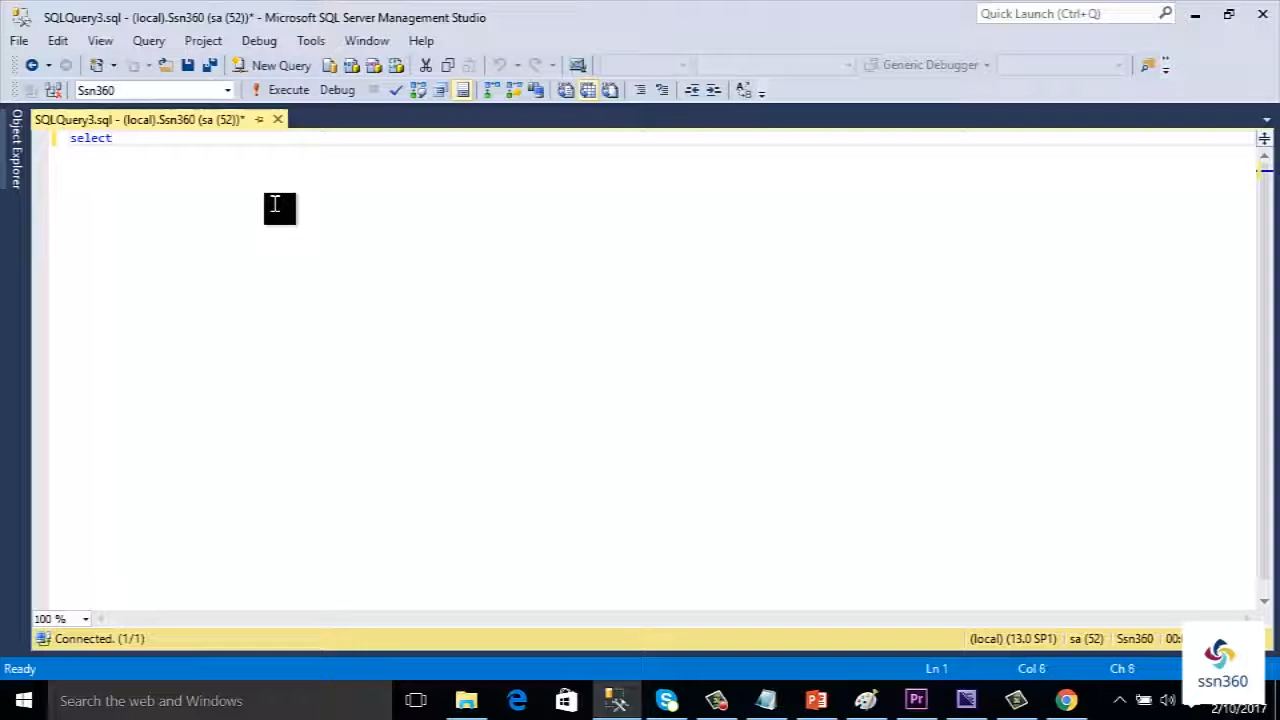 SQLQuery3.sql - (local).Ssn360 (sa (52))* - Microsoft SQL Server Management Studio
Quick Launch (Ctrl+Q)
File Edit View Query Project Debug Tools Window Help
New Query
Generic Debugger
Ssn360
Execute Debug
Object Explorer
SQLQuery3.sql - (local).Ssn360 (sa (52))*
select
100 %
Connected. (1/1)
(local) (13.0 SP1) sa (52) Ssn360 00:
Ready
Ln 1 Col 6 Ch 6
ssn360
Search the web and Windows
2/10/2017